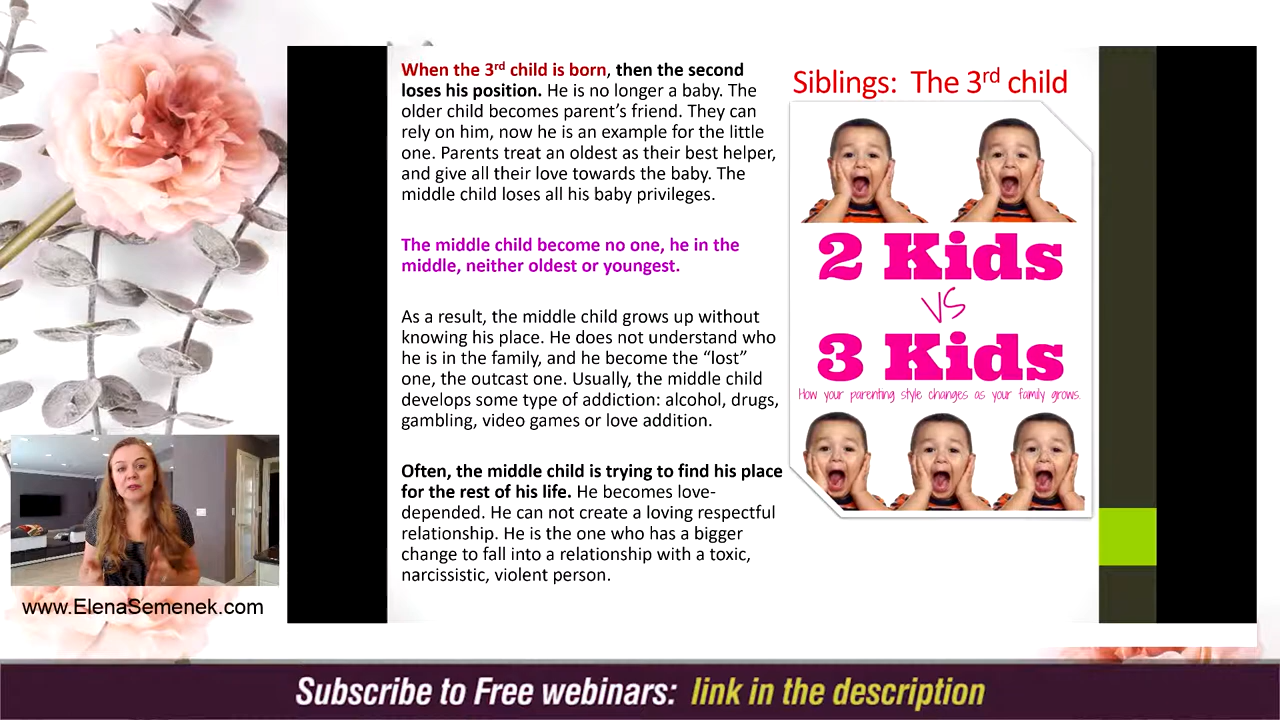 When the 3rd child is born, then the second
loses his position. He is no longer a baby. The
older child becomes parent's friend. They can
rely on him, now he is an example for the little
one. Parents treat an oldest as their best helper,
and give all their love towards the baby. The
middle child loses all his baby privileges.
The middle child become no one, he in the
middle, neither oldest or youngest.
As a result, the middle child grows up without
knowing his place. He does not understand who
he is in the family, and he become the “lost”
one, the outcast one. Usually, the middle child
develops some type of addiction: alcohol, drugs,
gambling, video games or love addition.
Often, the middle child is trying to find his place
for the rest of his life. He becomes love-
depended. He can not create a loving respectful
relationship. He is the one who has a bigger
change to fall into a relationship with a toxic,
narcissistic, violent person.
Siblings: The 3rd child
2 Kids
VS
3 Kids
How your parenting style changes as your family grows.
www.ElenaSemenek.com
Subscribe to Free webinars: link in the description